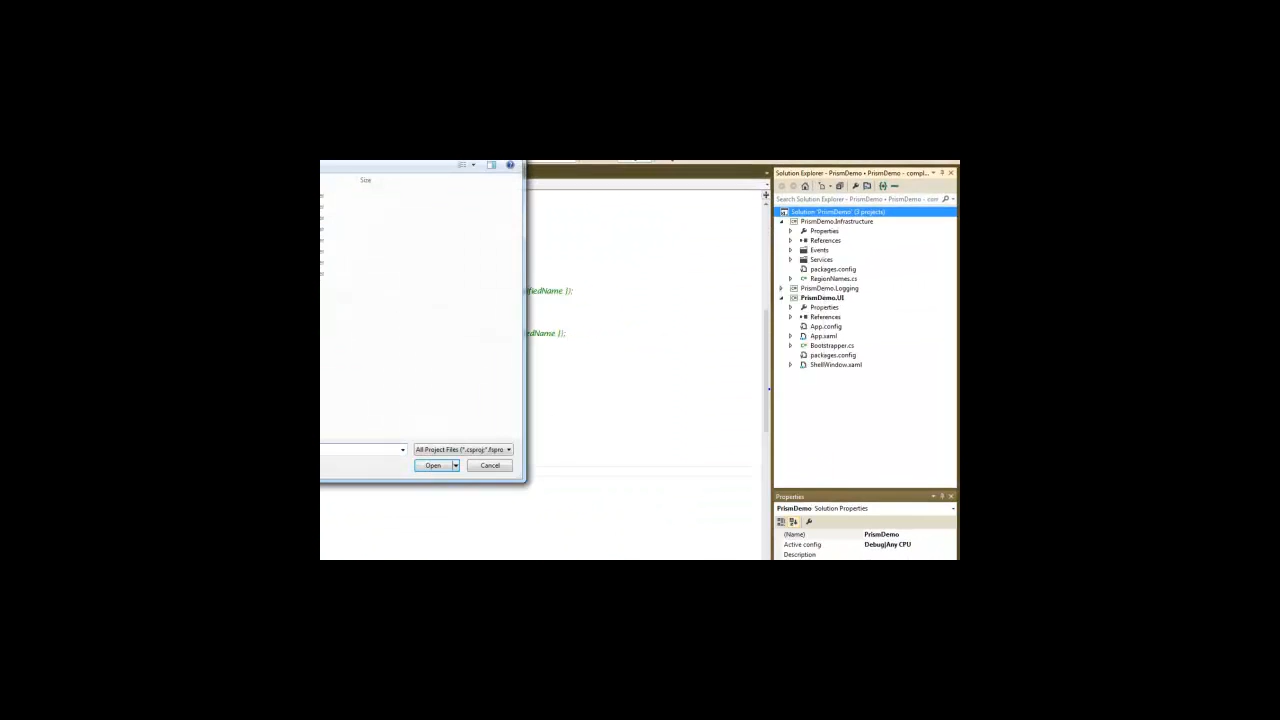 Size
ifiedName });
edName });
All Project Files (*.csproj;*.fspro
Open
Cancel
Solution Explorer - PrismDemo • PrismDemo - compl...
Search Solution Explorer - PrismDemo • PrismDemo - com
Solution 'PrismDemo' (3 projects)
PrismDemo.Infrastructure
Properties
References
Events
Services
packages.config
RegionNames.cs
PrismDemo.Logging
PrismDemo.UI
Properties
References
App.config
App.xaml
Bootstrapper.cs
packages.config
ShellWindow.xaml
Properties
PrismDemo Solution Properties
(Name) PrismDemo
Active config Debug|Any CPU
Description